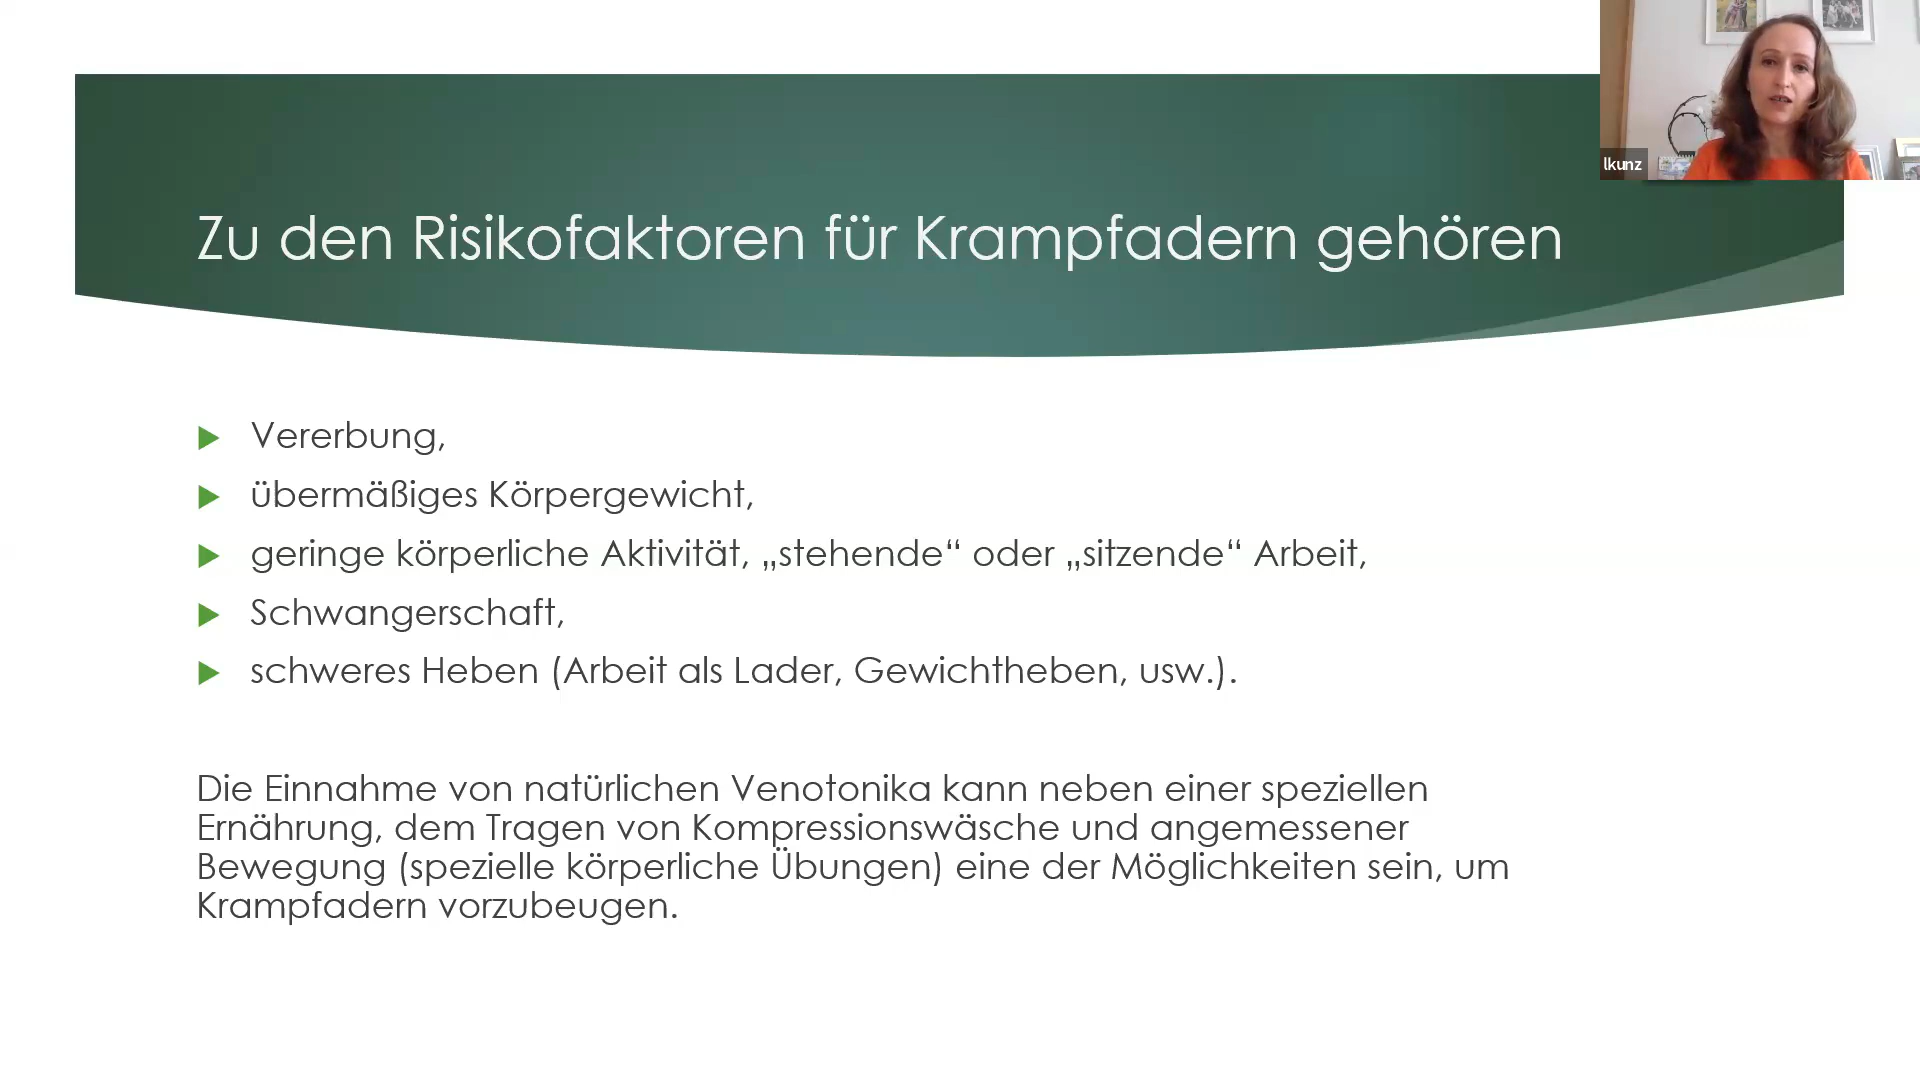 lkunz
Zu den Risikofaktoren für Krampfadern gehören
Vererbung,
übermäßiges Körpergewicht,
geringe körperliche Aktivität, „stehende“ oder „sitzende“ Arbeit,
Schwangerschaft,
schweres Heben (Arbeit als Lader, Gewichtheben, usw.).
Die Einnahme von natürlichen Venotonika kann neben einer speziellen
Ernährung, dem Tragen von Kompressionswäsche und angemessener
Bewegung (spezielle körperliche Übungen) eine der Möglichkeiten sein, um
Krampfadern vorzubeugen.